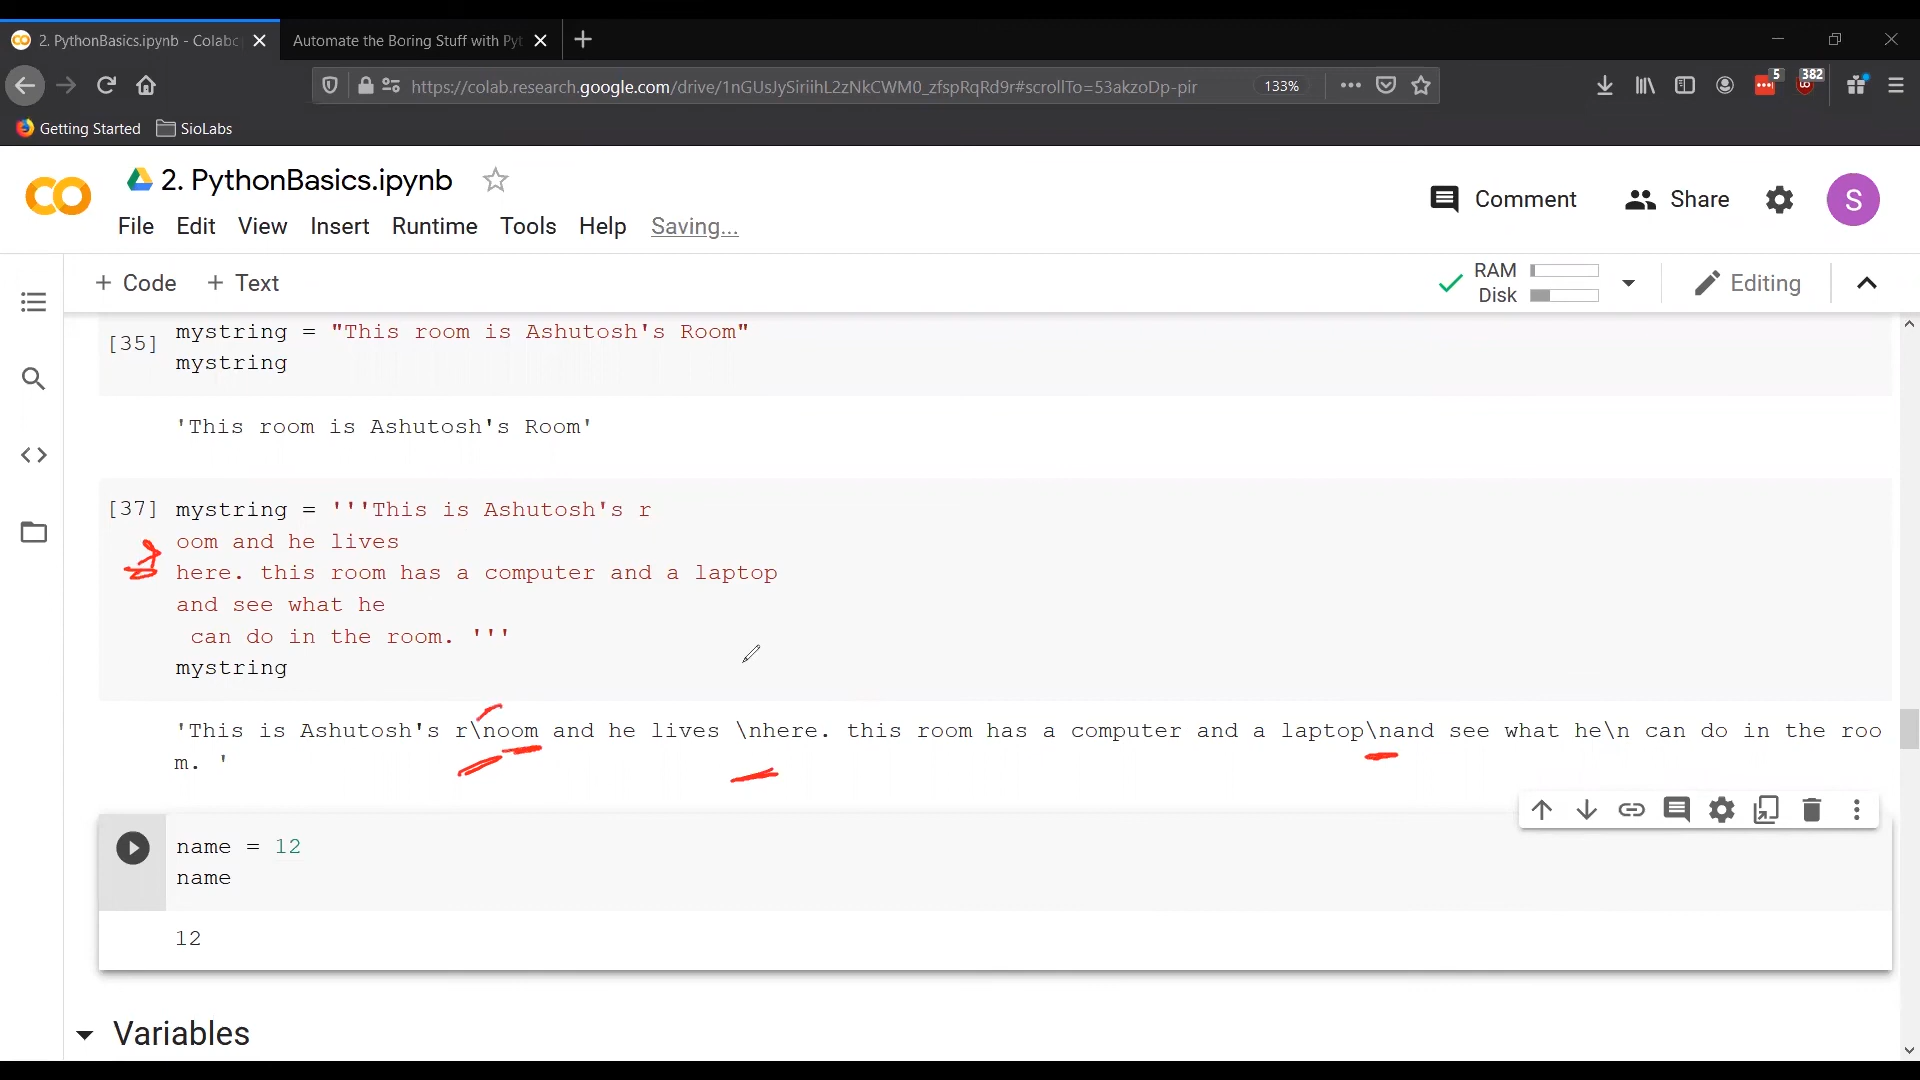 2. PythonBasics.ipynb - Colabo
Automate the Boring Stuff with Pyt
https://colab.research.google.com/drive/1nGUsJySiriihL2zNkCWM0_zfspRqRd9r#scrollTo=53akzoDp-pir
133%
5
382
Getting Started
SioLabs
2. PythonBasics.ipynb
Comment
Share
S
File Edit View Insert Runtime Tools Help Saving...
+ Code + Text
RAM
Disk
Editing
[35] mystring = "This room is Ashutosh's Room"
mystring
'This room is Ashutosh's Room'
[37] mystring = '''This is Ashutosh's r
oom and he lives
here. this room has a computer and a laptop
and see what he
can do in the room. '''
mystring
'This is Ashutosh's r\noom and he lives \nhere. this room has a computer and a laptop\nand see what he\n can do in the roo
m. '
name = 12
name
12
Variables